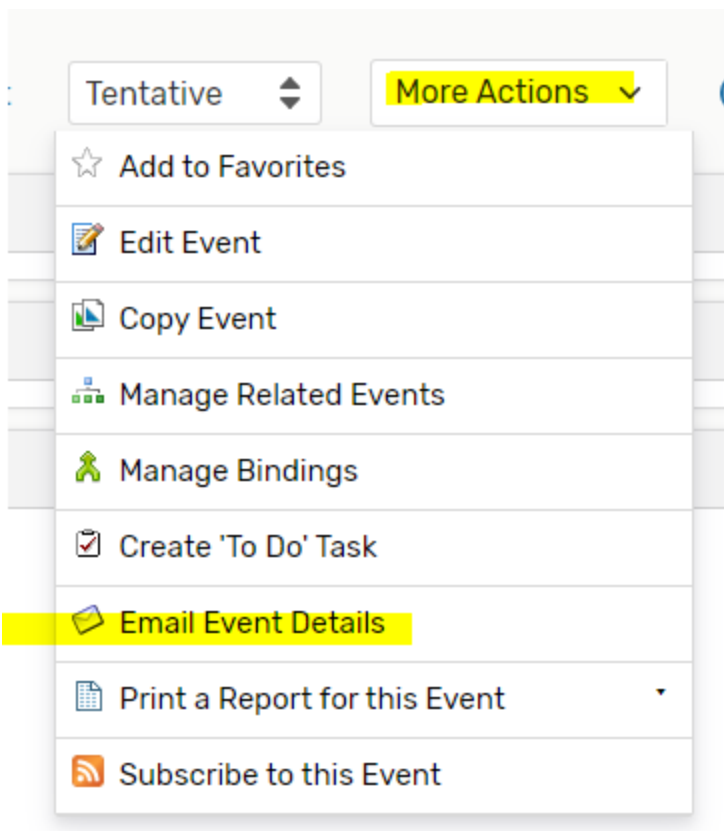 Tentative More Actions
Add to Favorites
Edit Event
Copy Event
Manage Related Events
Manage Bindings
Create 'To Do' Task
Email Event Details
Print a Report for this Event
Subscribe to this Event